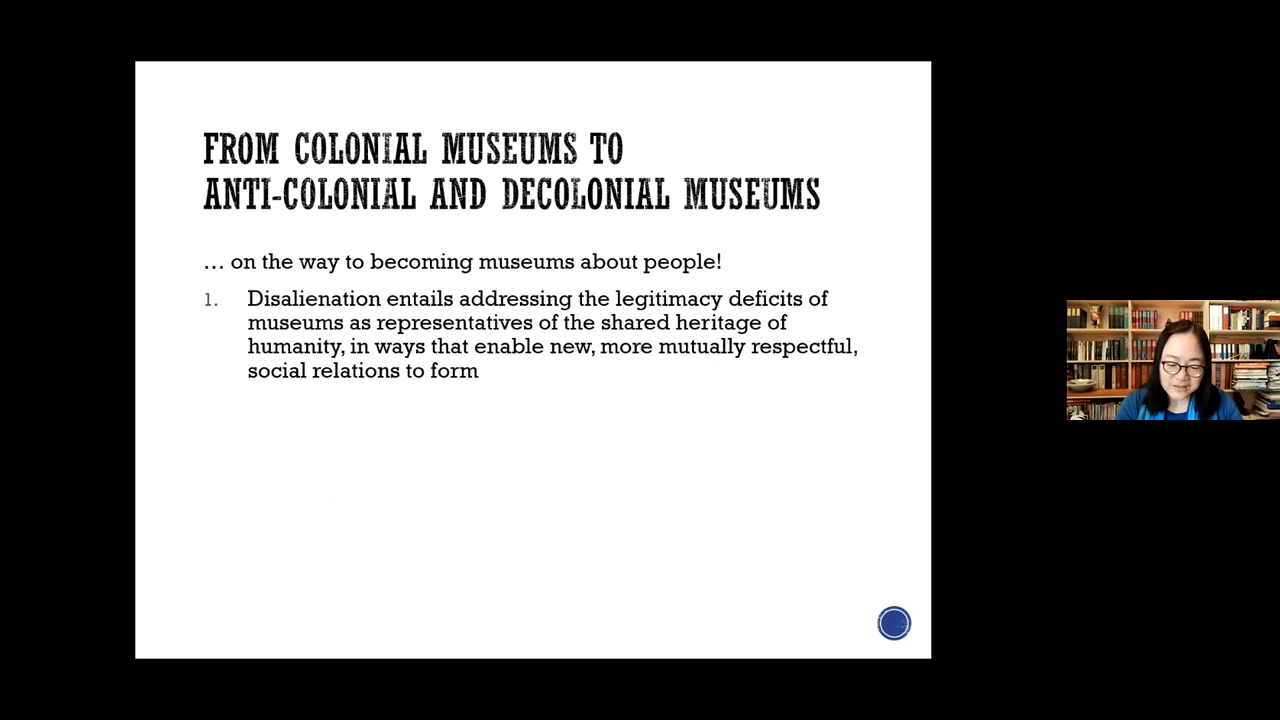 FROM COLONIAL MUSEUMS TO
ANTI-COLONIAL AND DECOLONIAL MUSEUMS
… on the way to becoming museums about people!
1. Disalienation entails addressing the legitimacy deficits of
museums as representatives of the shared heritage of
humanity, in ways that enable new, more mutually respectful,
social relations to form